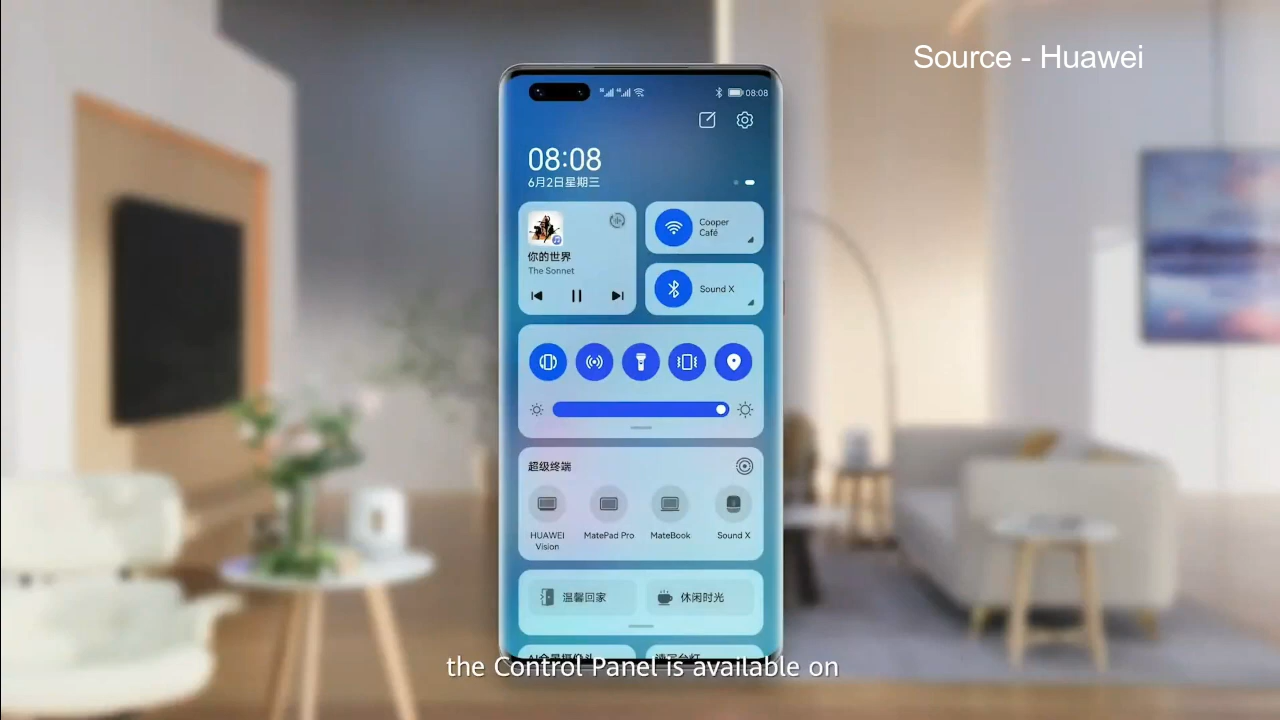 Source - Huawei
08:08
08:08
6月2日星期三
你的世界
The Sonnet
Cooper
Café
Sound X
超级终端
HUAWEI
Vision
MatePad Pro
MateBook
Sound X
温馨回家
休闲时光
the Control Panel is available on